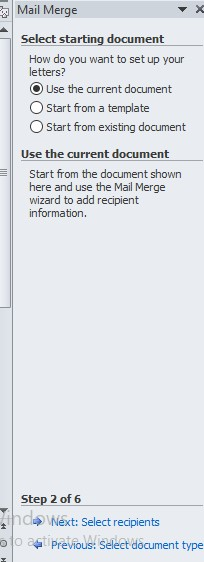 Mail Merge
Select starting document
How do you want to set up your
letters?
Use the current document
Start from a template
Start from existing document
Use the current document
Start from the document shown
here and use the Mail Merge
wizard to add recipient
information.
Step 2 of 6
indows
Next: Select recipients
to activate Windows
Previous: Select document type